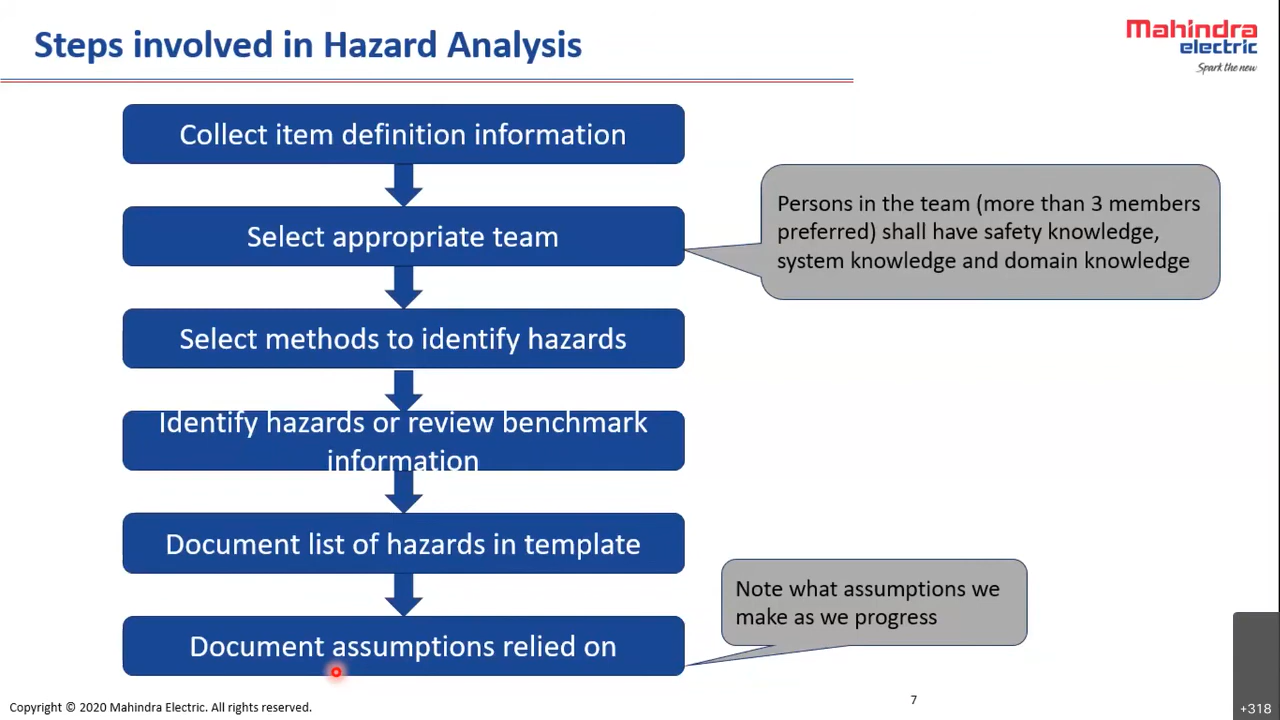 Steps involved in Hazard Analysis
Mahindra
electric
Spark the new
Collect item definition information
Select appropriate team
Persons in the team (more than 3 members
preferred) shall have safety knowledge,
system knowledge and domain knowledge
Select methods to identify hazards
Identify hazards or review benchmark
information
Document list of hazards in template
Note what assumptions we
make as we progress
Document assumptions relied on
Copyright © 2020 Mahindra Electric. All rights reserved.
7
+318